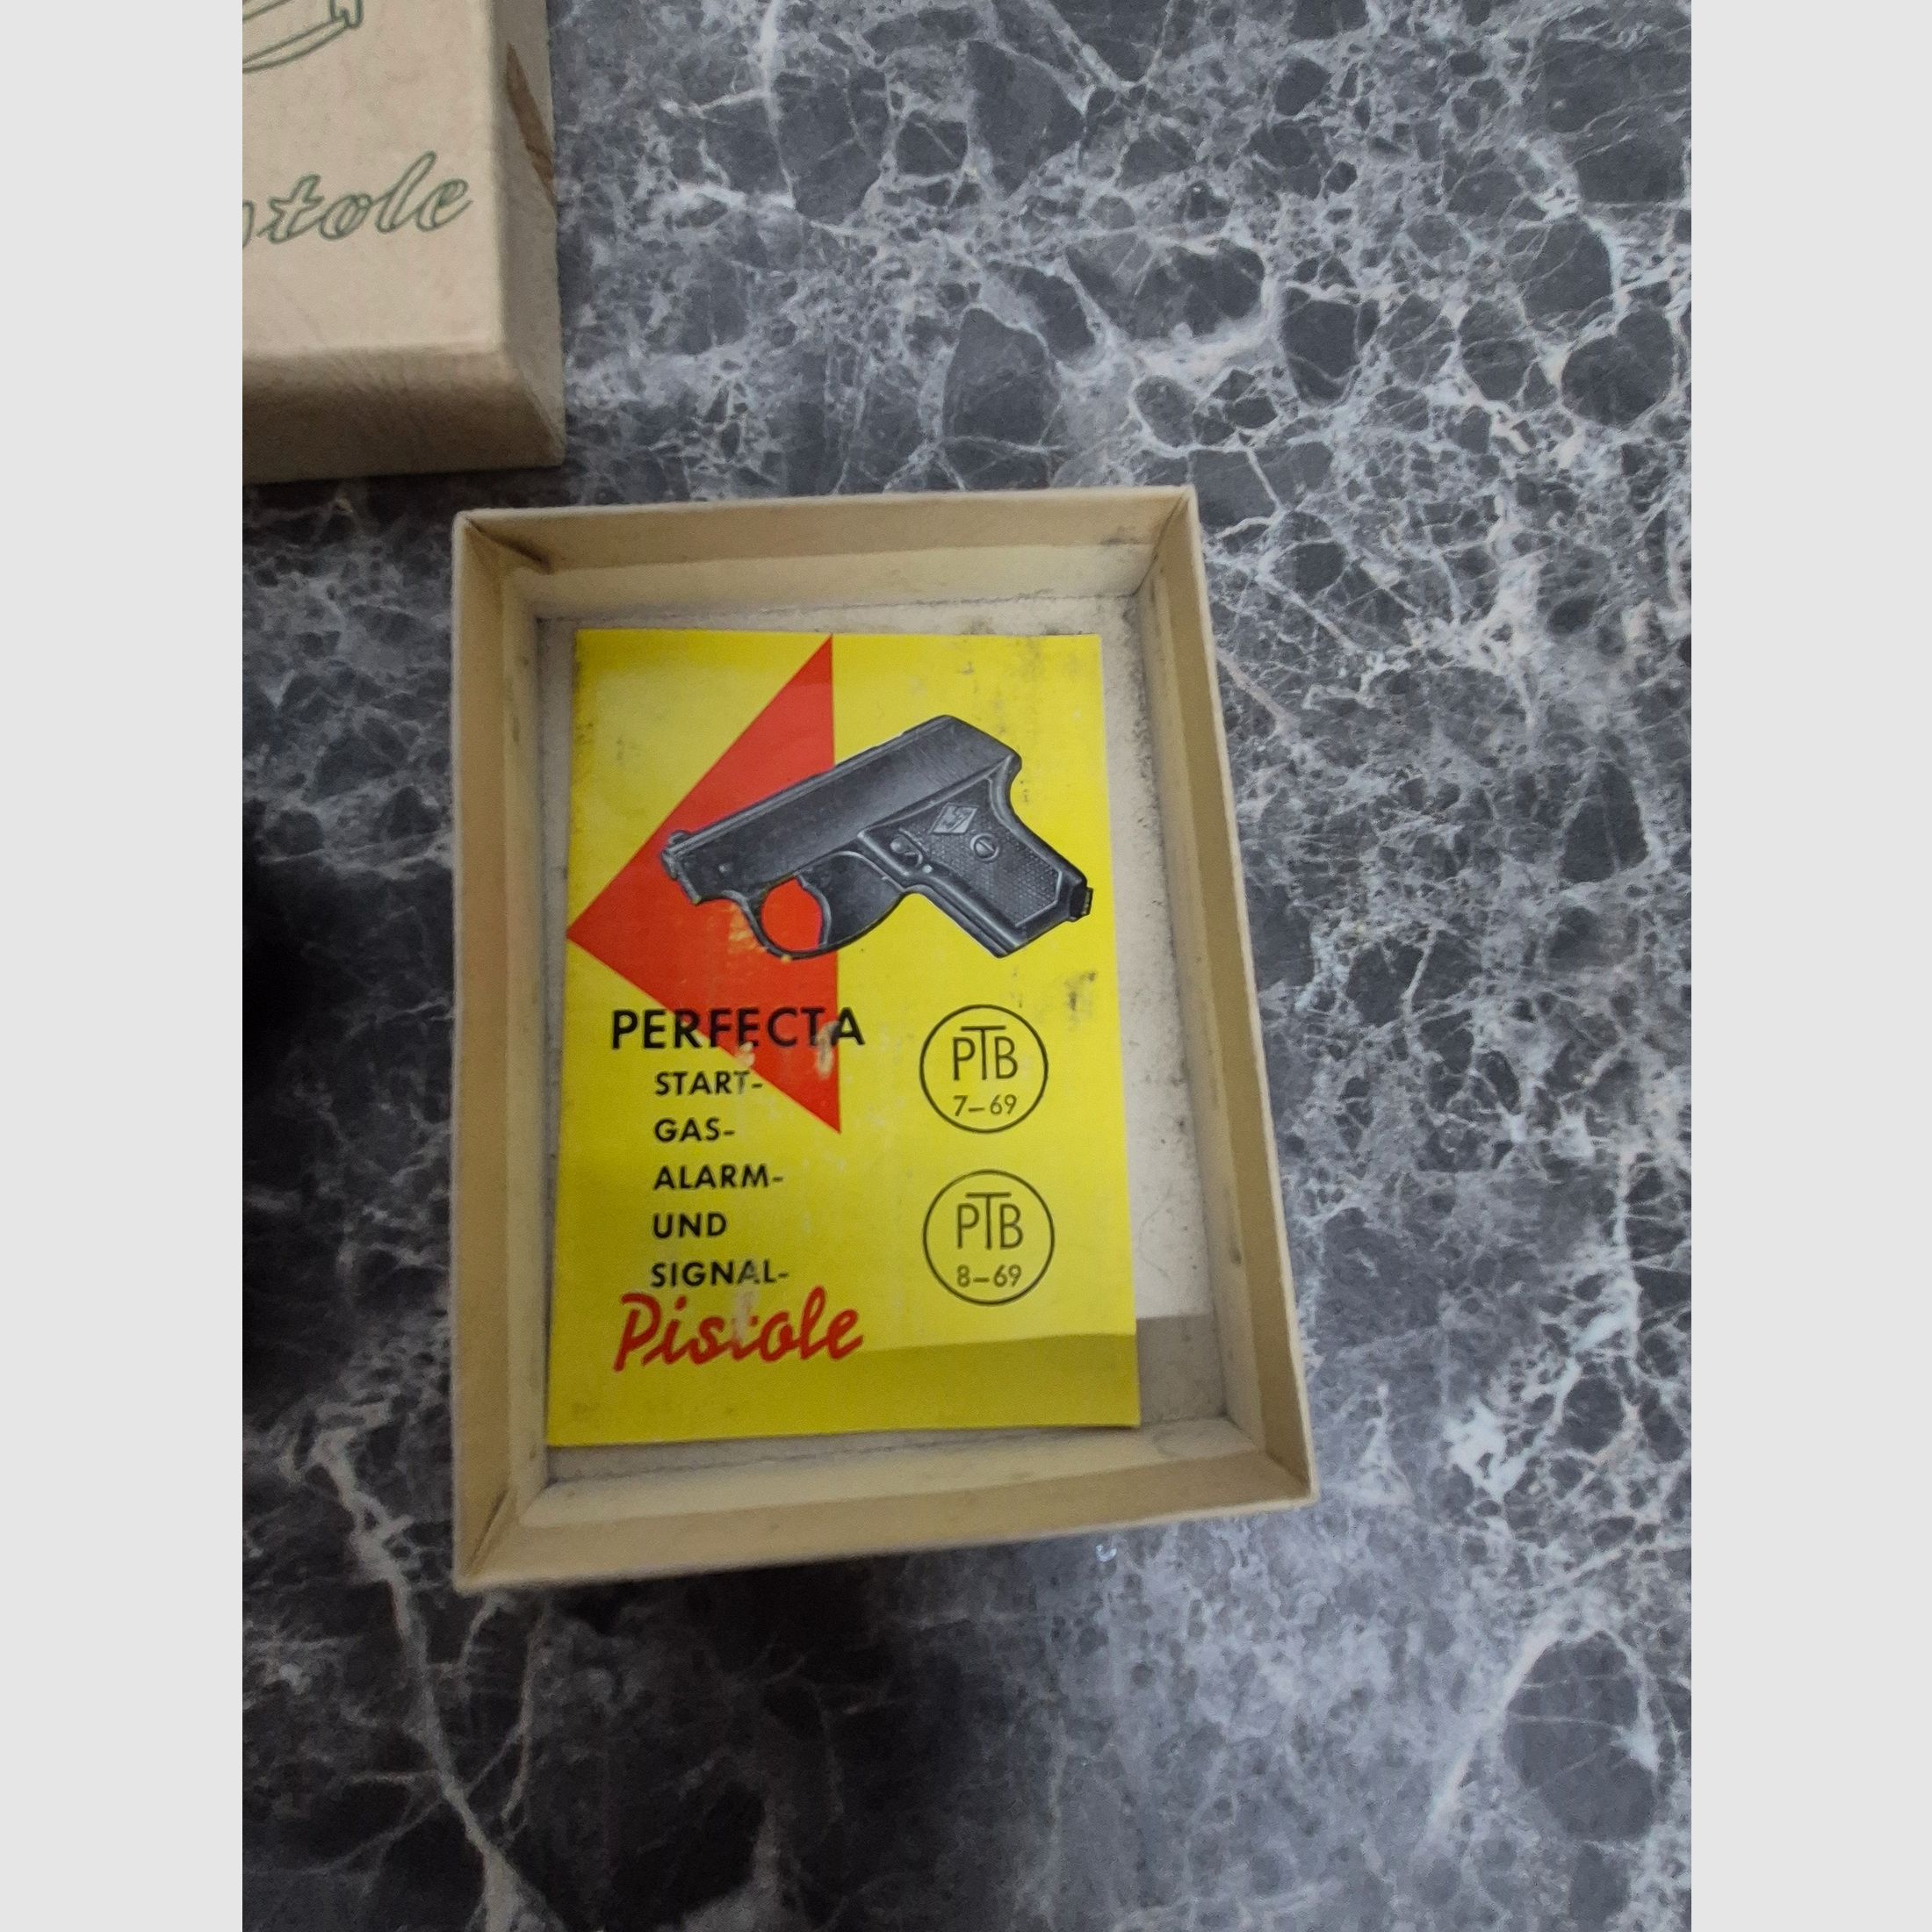 PERFECTA
START-
GAS-
ALARM-
UND
SIGNAL-
Pistole
PTB
7–69
PTB
8–69